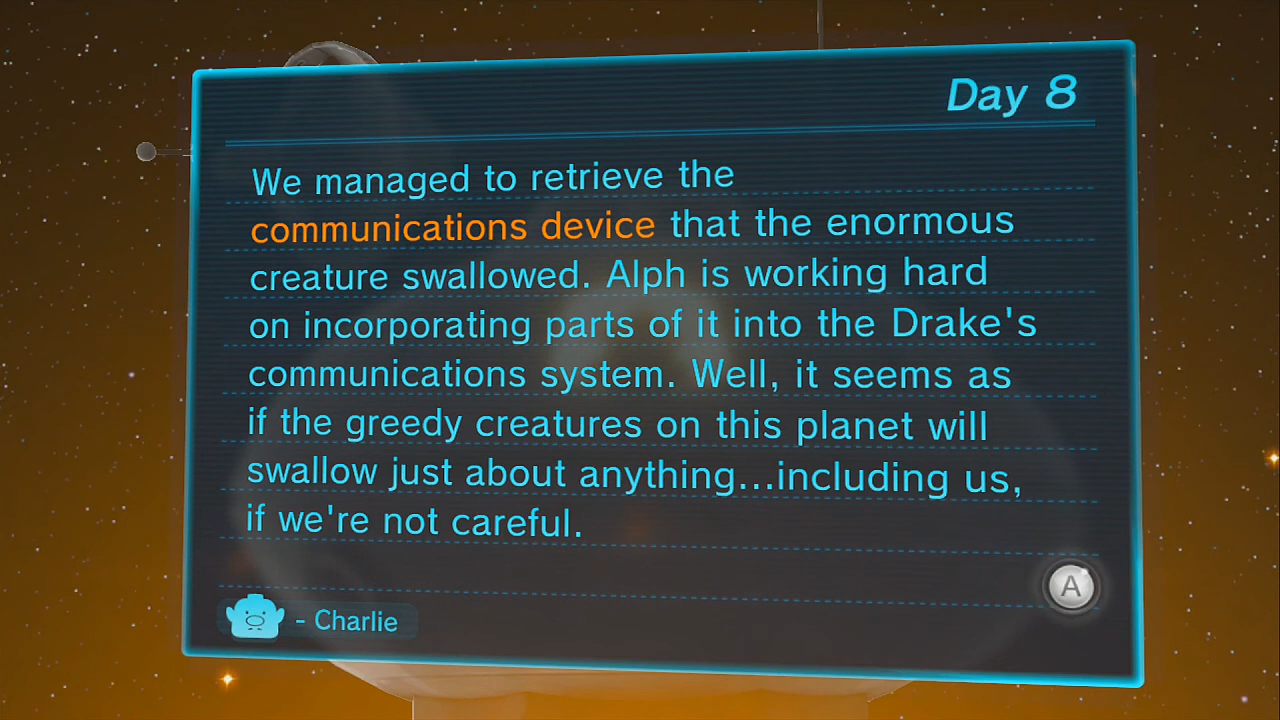 Day 8
We managed to retrieve the
communications device that the enormous
creature swallowed. Alph is working hard
on incorporating parts of it into the Drake's
communications system. Well, it seems as
if the greedy creatures on this planet will
swallow just about anything...including us,
if we're not careful.
A
- Charlie